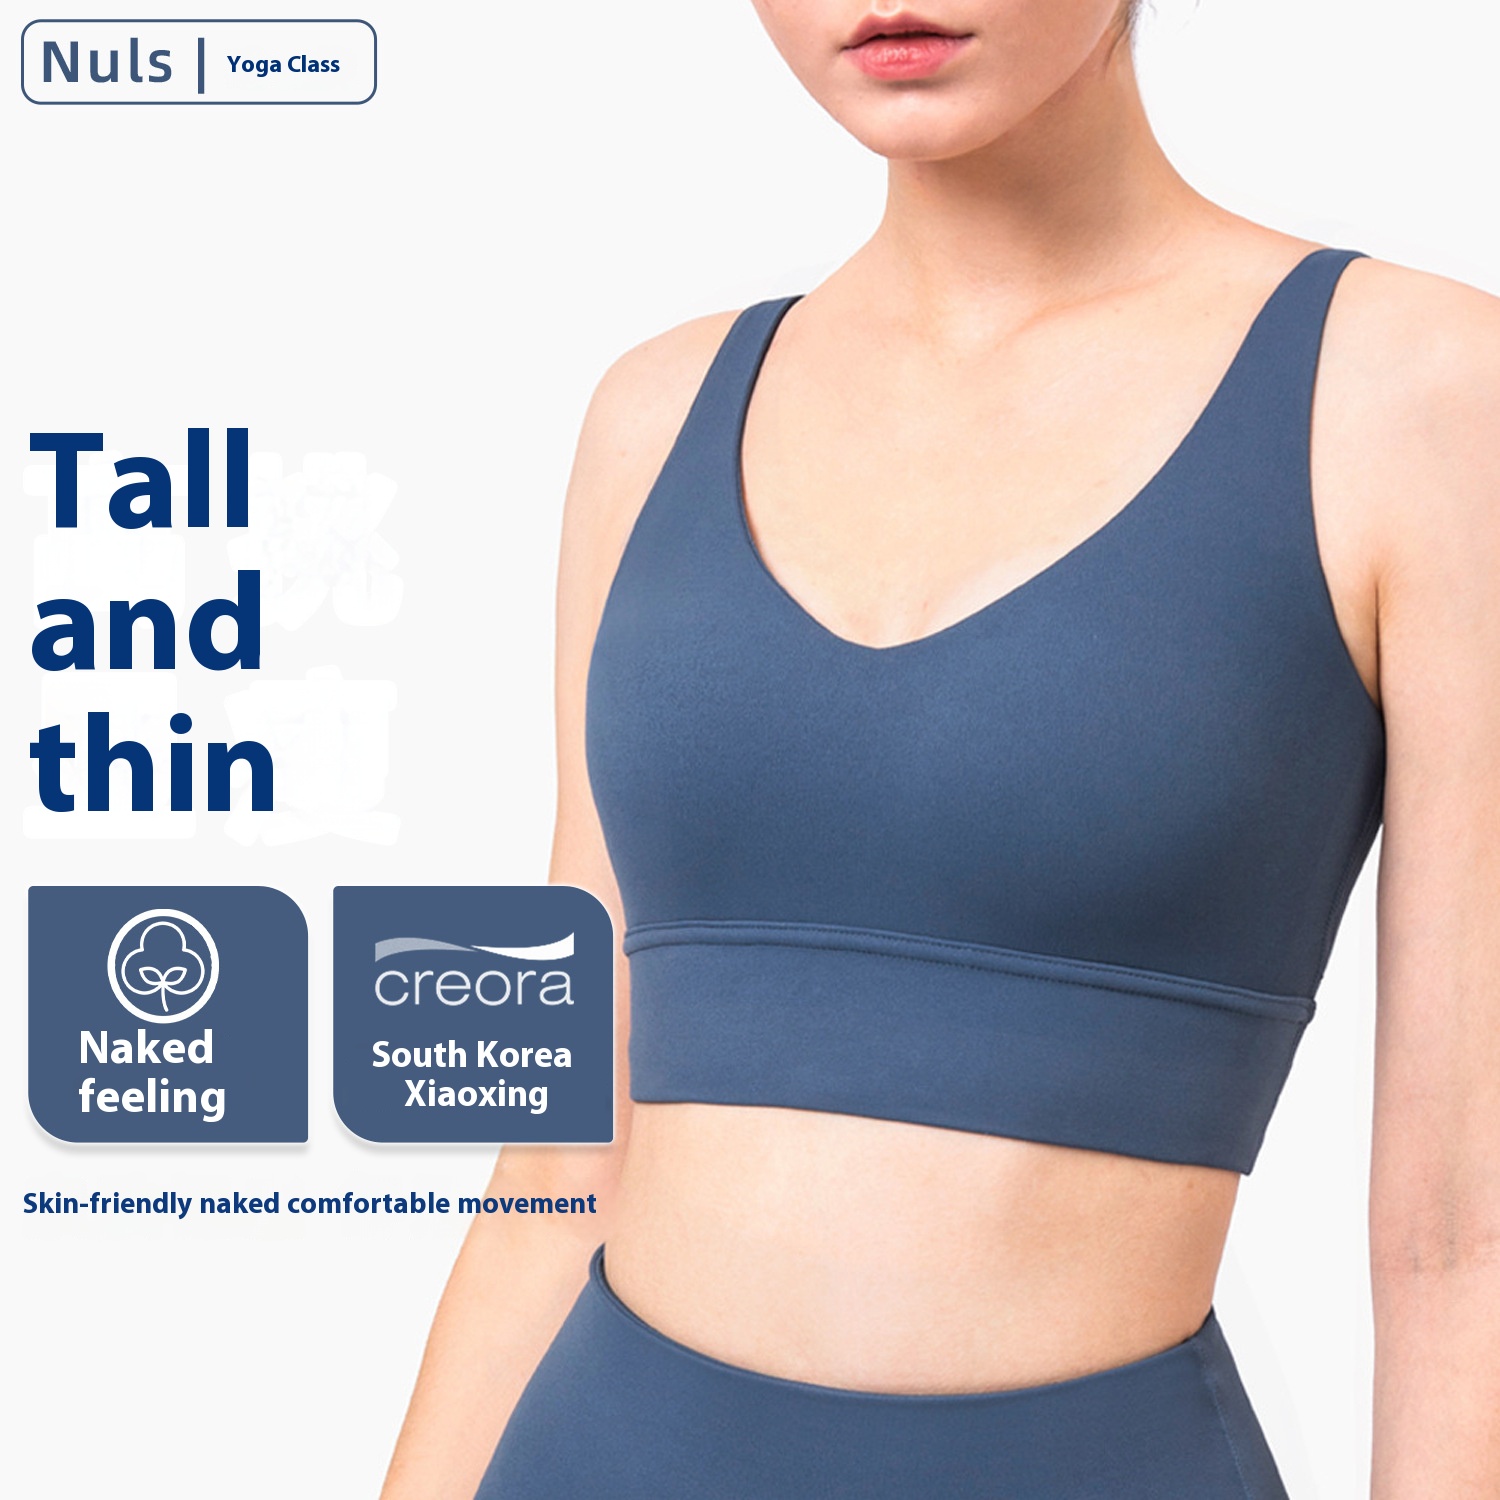 Nuls | Yoga Class
Tall
and
thin
Naked
feeling
creora
South Korea
Xiaoxing
Skin-friendly naked comfortable movement